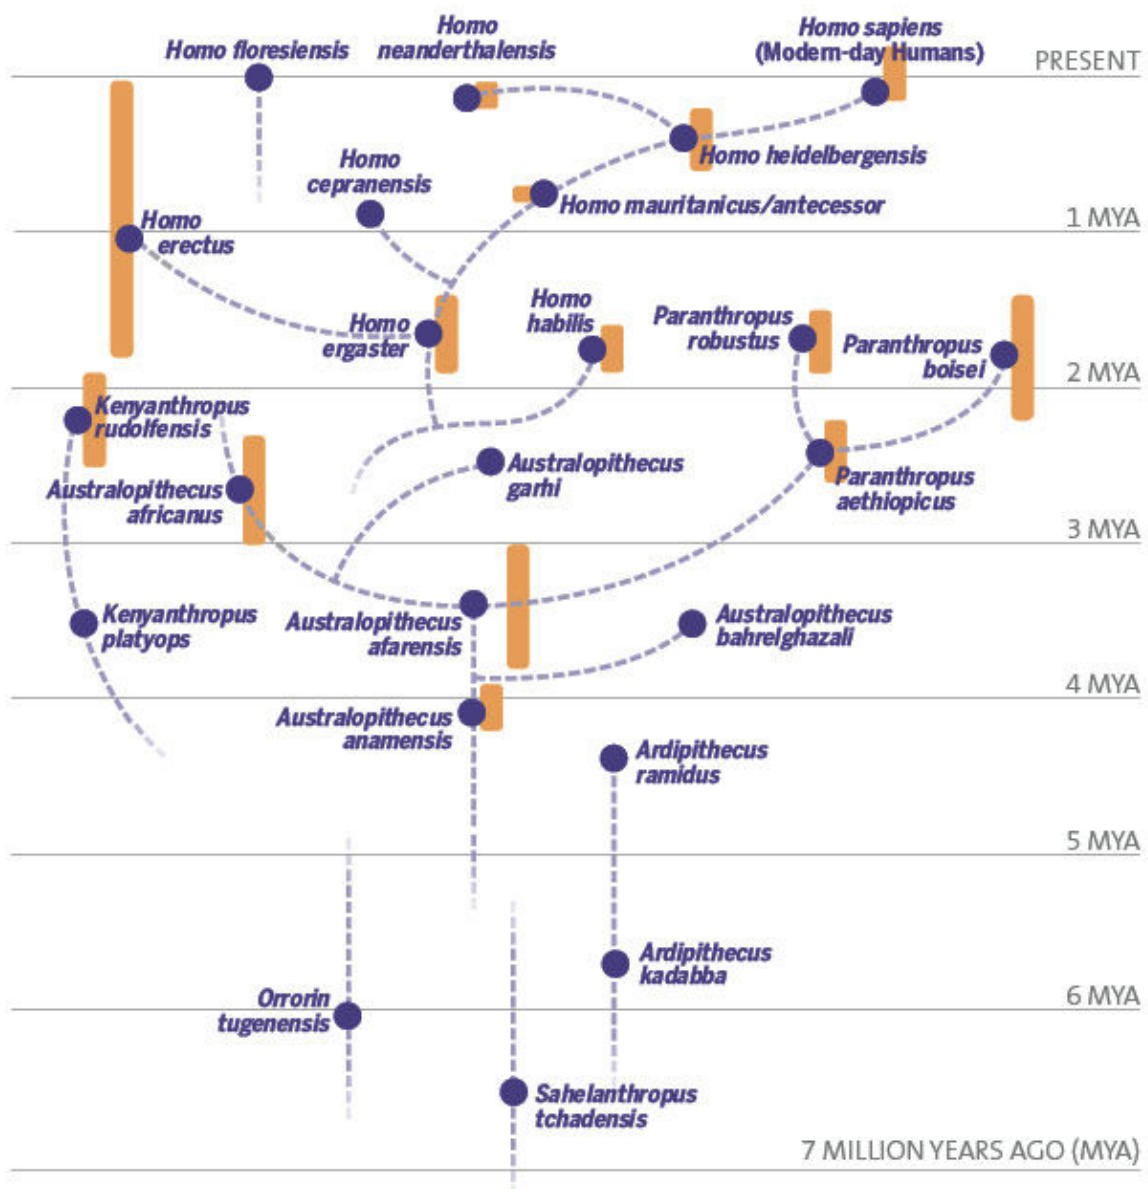 Homo
neanderthalensis
Homo sapiens
(Modern-day Humans)
Homo floresiensis
PRESENT
Homo
cepranensis
Homo heidelbergensis
Homo mauritanicus/antecessor
1 MYA
Homo
erectus
Homo
habilis
Homo
ergaster
Paranthropus
robustus
Paranthropus
boisei
2 MYA
Kenyanthropus
rudolfensis
Australopithecus
garhi
Australopithecus
africanus
Paranthropus
aethiopicus
3 MYA
Kenyanthropus
platyops
Australopithecus
afarensis
Australopithecus
bahrelghazali
4 MYA
Australopithecus
anamensis
Ardipithecus
ramidus
5 MYA
Ardipithecus
kadabba
6 MYA
Orrorin
tugenensis
Sahelanthropus
tchadensis
7 MILLION YEARS AGO (MYA)